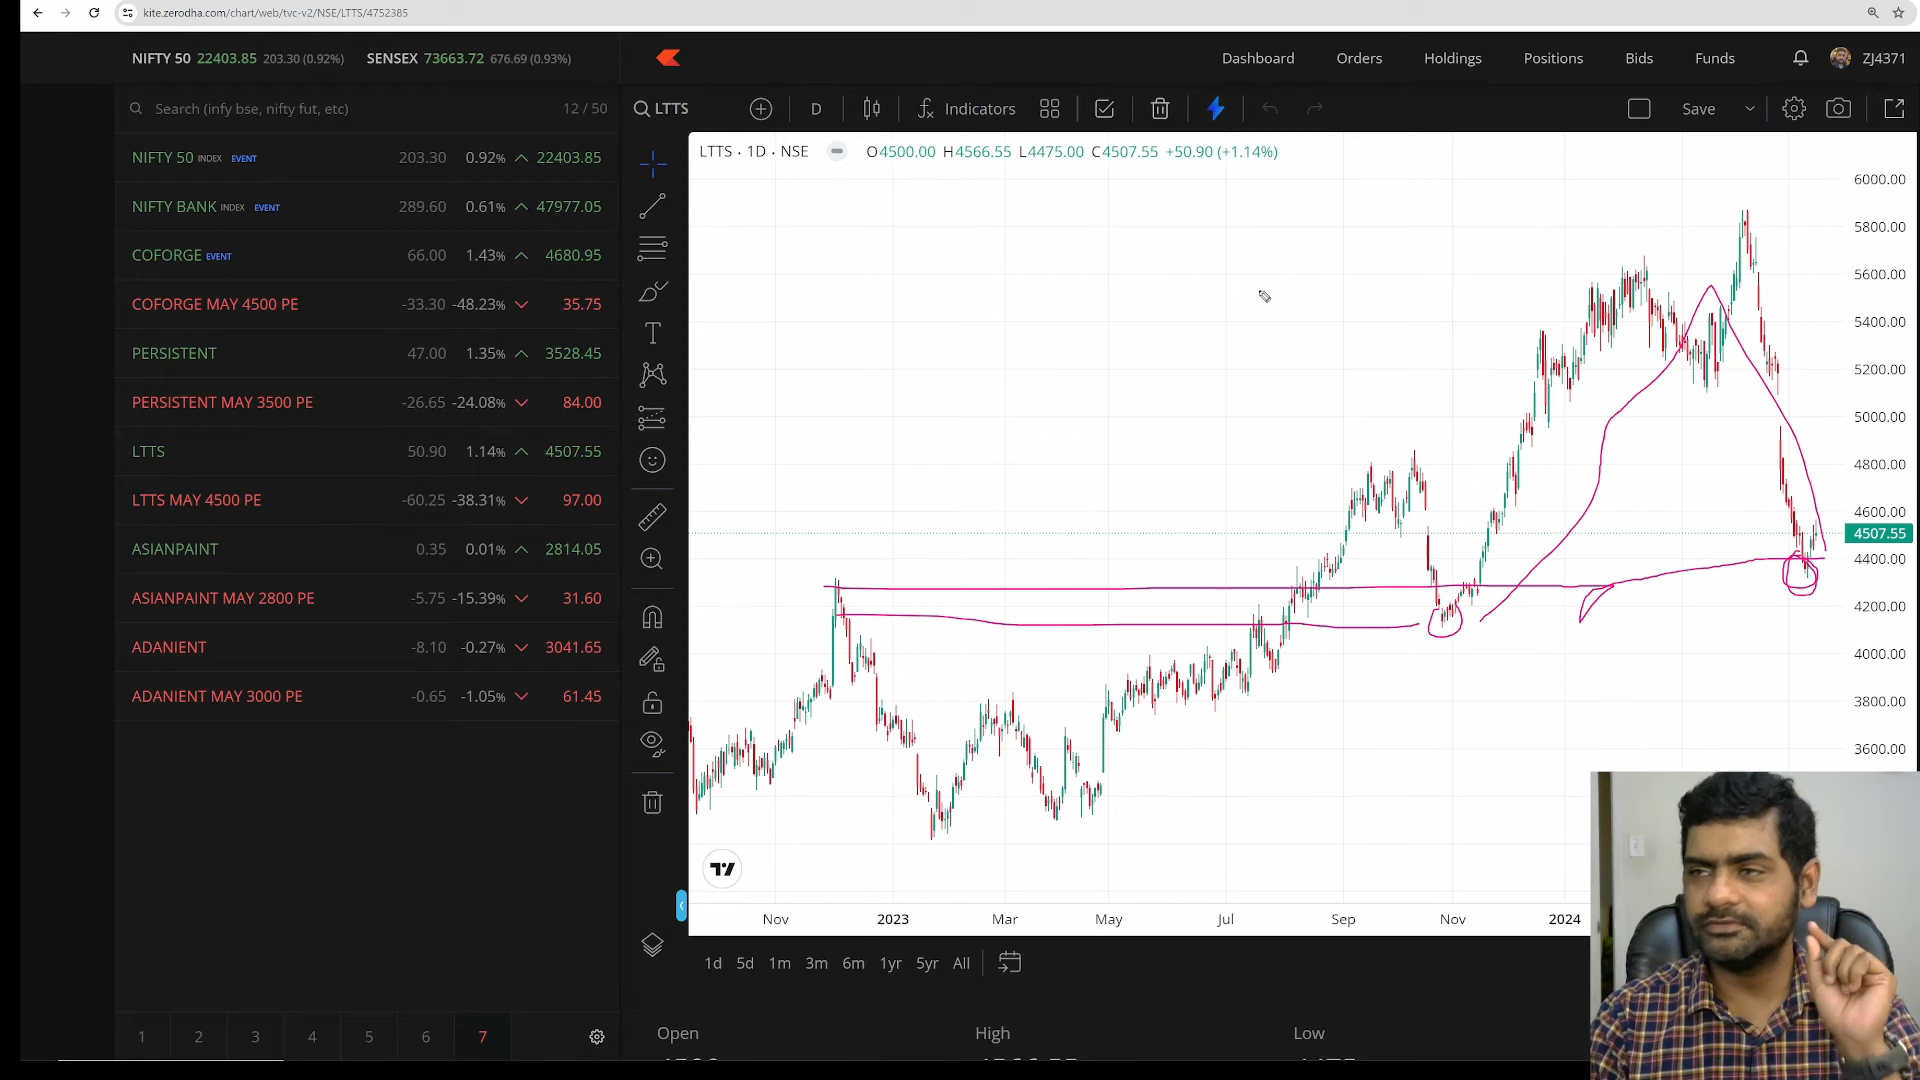 kite.zerodha.com/chart/web/tvc-v2/NSE/LTTS/4752385
NIFTY 50 22403.85 203.30 (0.92%) SENSEX 73663.72 676.69 (0.93%)
Dashboard Orders Holdings Positions Bids Funds ZJ4371
Search (infy bse, nifty fut, etc) 12 / 50
LTTS D Indicators Save
NIFTY 50 INDEX EVENT 203.30 0.92% 22403.85
NIFTY BANK INDEX EVENT 289.60 0.61% 47977.05
COFORGE EVENT 66.00 1.43% 4680.95
COFORGE MAY 4500 PE -33.30 -48.23% 35.75
PERSISTENT 47.00 1.35% 3528.45
PERSISTENT MAY 3500 PE -26.65 -24.08% 84.00
LTTS 50.90 1.14% 4507.55
LTTS MAY 4500 PE -60.25 -38.31% 97.00
ASIANPAINT 0.35 0.01% 2814.05
ASIANPAINT MAY 2800 PE -5.75 -15.39% 31.60
ADANIENT -8.10 -0.27% 3041.65
ADANIENT MAY 3000 PE -0.65 -1.05% 61.45
1 2 3 4 5 6 7
LTTS · 1D · NSE O4500.00 H4566.55 L4475.00 C4507.55 +50.90 (+1.14%)
6000.00
5800.00
5600.00
5400.00
5200.00
5000.00
4800.00
4600.00
4507.55
4400.00
4200.00
4000.00
3800.00
3600.00
Nov 2023 Mar May Jul Sep Nov 2024
1d 5d 1m 3m 6m 1yr 5yr All
Open High Low